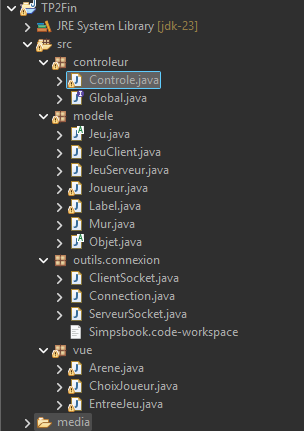 TP2Fin
JRE System Library [jdk-23]
src
controleur
Controle.java
Global.java
modele
Jeu.java
JeuClient.java
JeuServeur.java
Joueur.java
Label.java
Mur.java
Objet.java
outils.connexion
ClientSocket.java
Connection.java
ServeurSocket.java
Simpsbook.code-workspace
vue
Arene.java
ChoixJoueur.java
EntreeJeu.java
media